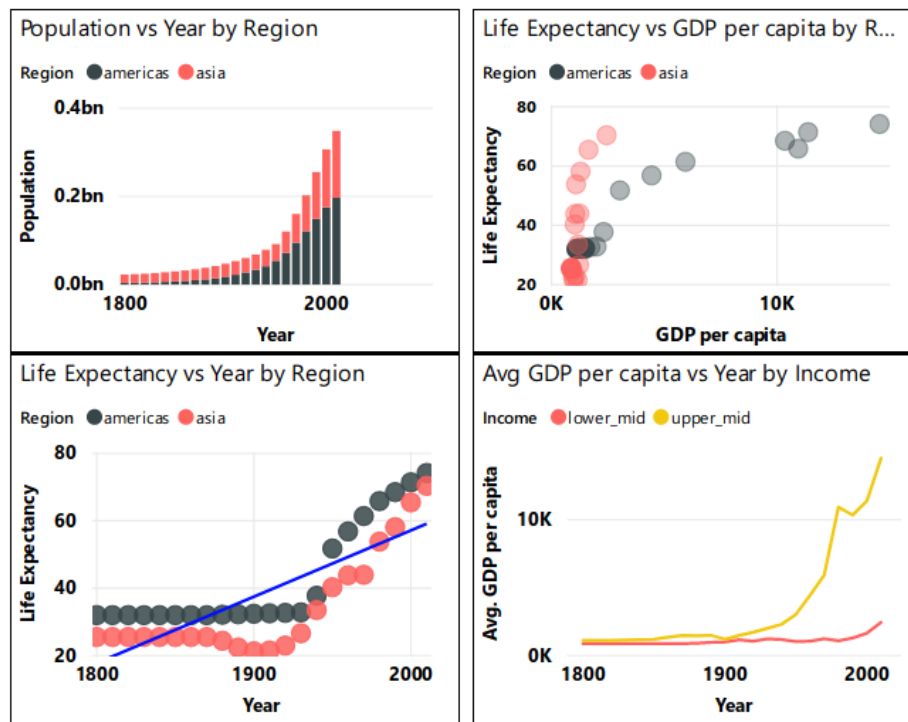 Population vs Year by Region
Region americas asia
0.4bn
0.2bn
0.0bn
Population
1800 2000
Year
Life Expectancy vs GDP per capita by R...
Region americas asia
80
60
40
20
Life Expectancy
0K 10K
GDP per capita
Life Expectancy vs Year by Region
Region americas asia
80
60
40
20
Life Expectancy
1800 1900 2000
Year
Avg GDP per capita vs Year by Income
Income lower_mid upper_mid
10K
0K
Avg. GDP per capita
1800 1900 2000
Year